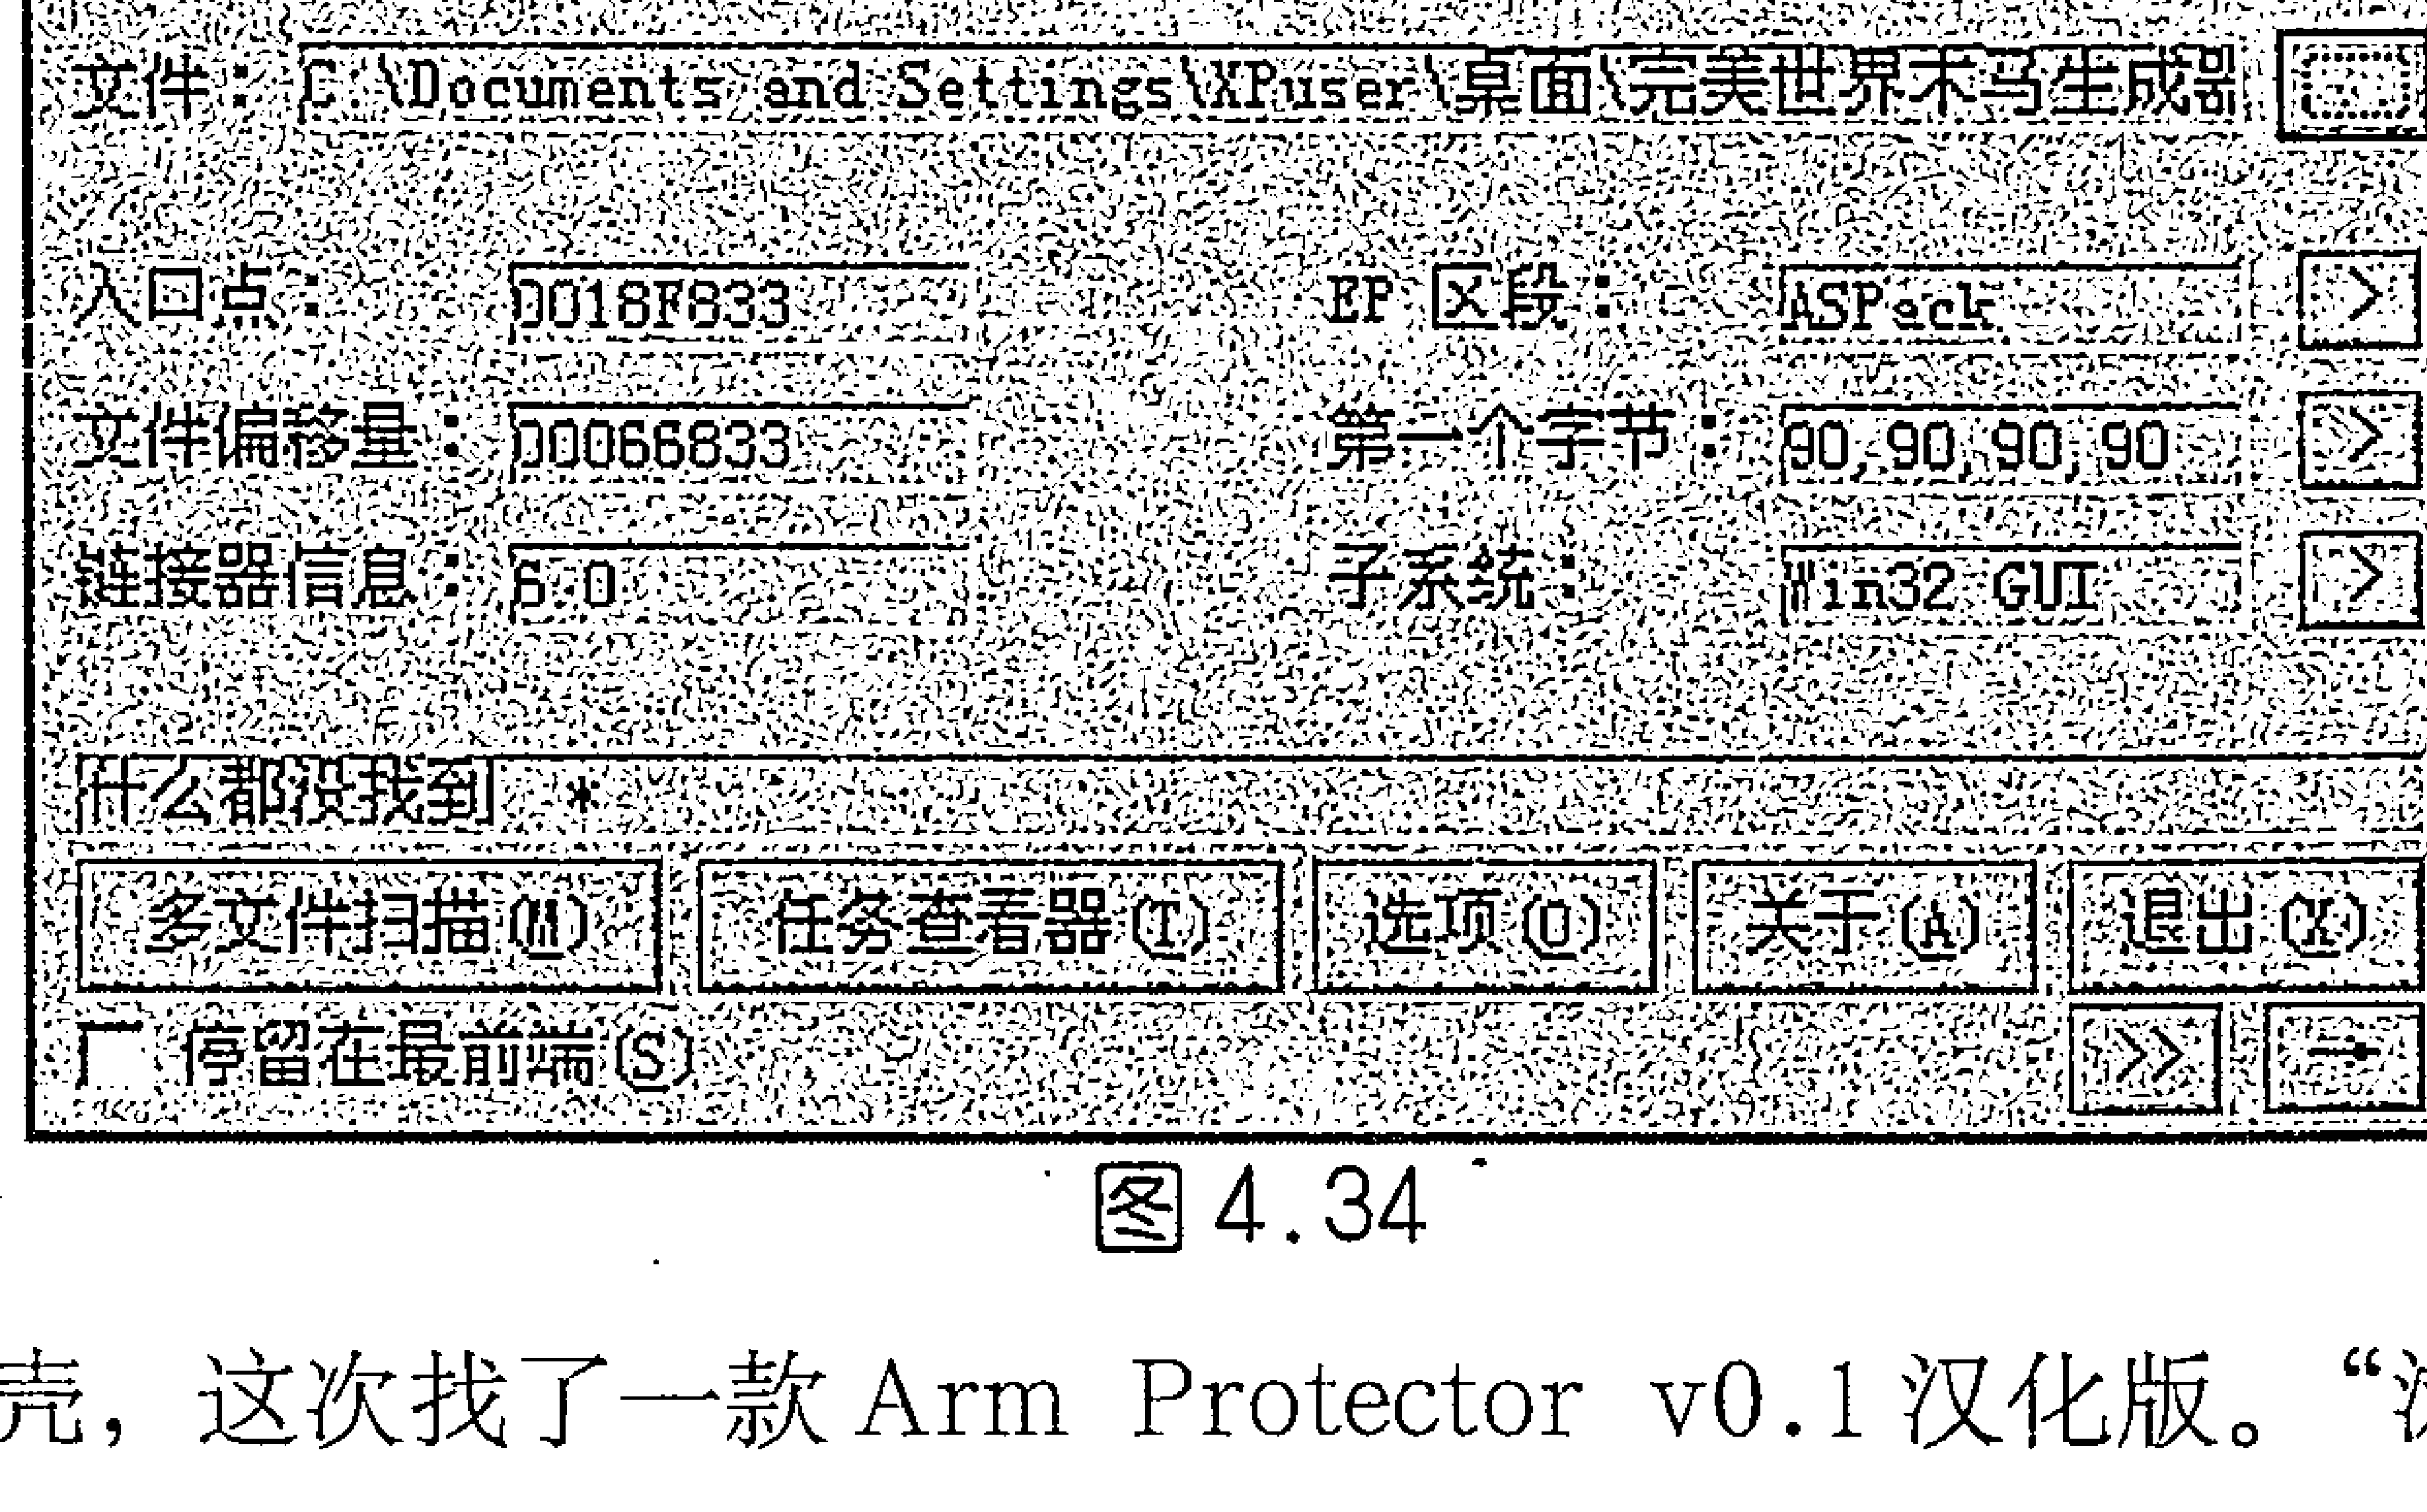 文件： C:\Documents and Settings\XPuser\桌面\完美世界木马生成器
入口点： 0018F833 EP 区段： ASPack >
文件偏移量： 00066833 第一个字节： 90,90,90,90 >
链接器信息： 6.0 子系统： Win32 GUI >
什么都没找到 *
多文件扫描(M) 任务查看器(T) 选项(O) 关于(A) 退出(X)
停留在最前端(S) >> ->
图 4.34
壳，这次找了一款 Arm Protector v0.1 汉化版。“